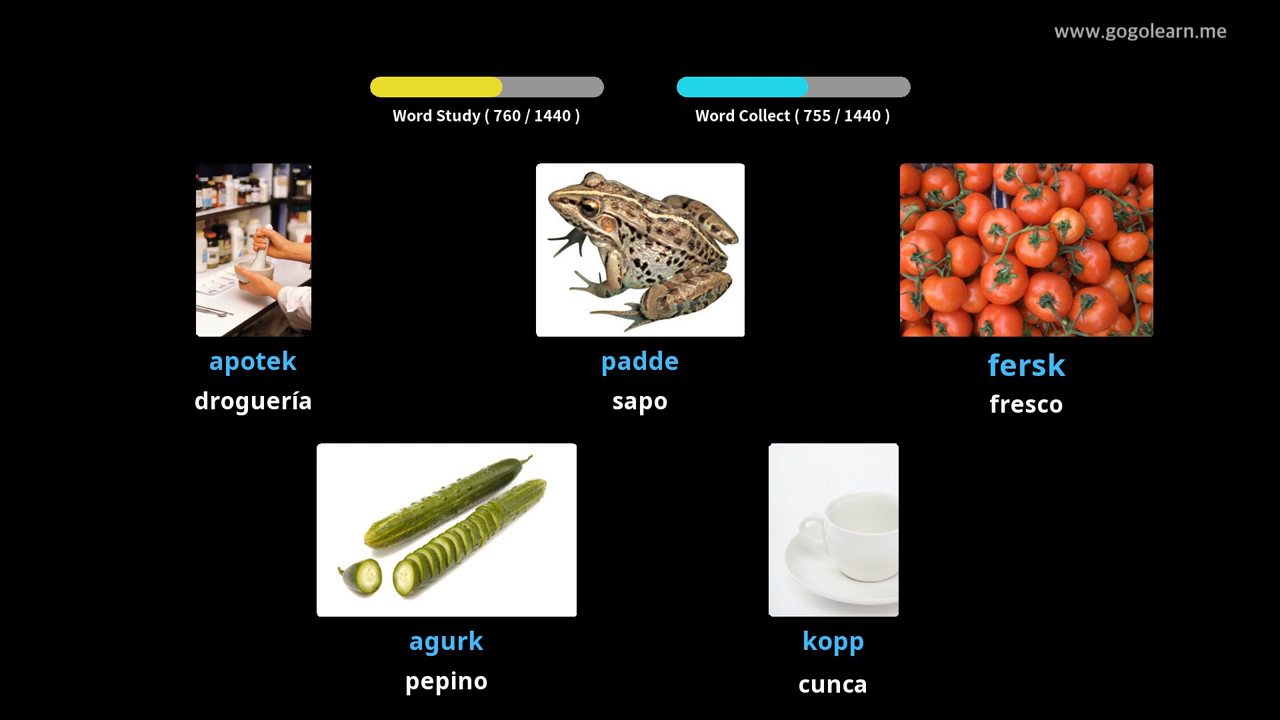 www.gogolearn.me
Word Study ( 760 / 1440 )
Word Collect ( 755 / 1440 )
apotek
droguería
padde
sapo
fersk
fresco
agurk
pepino
kopp
cunca